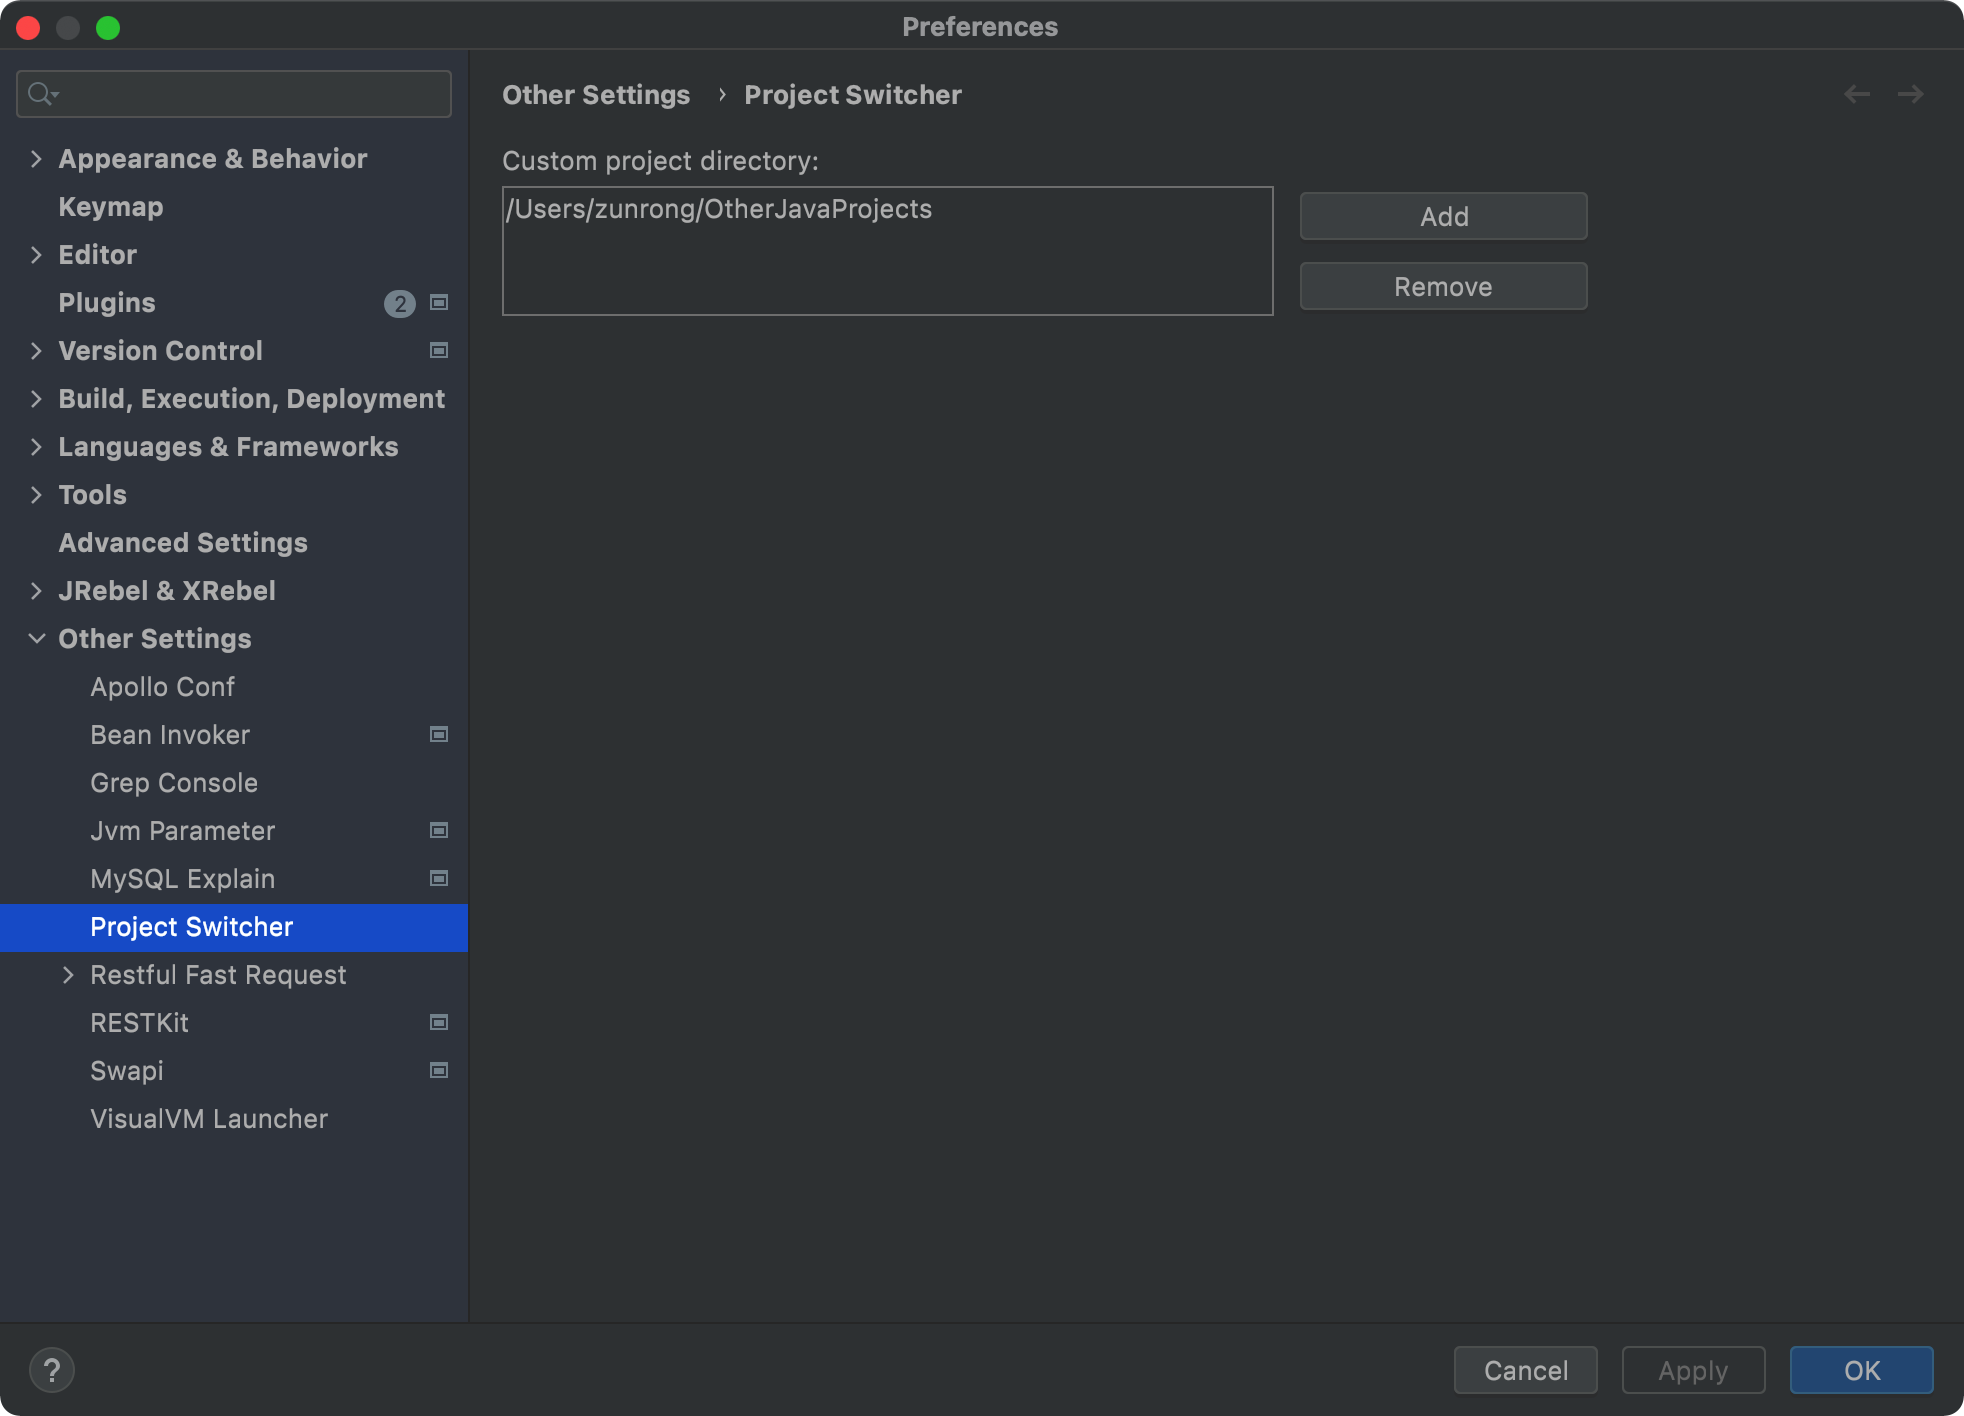 Preferences
Appearance & Behavior
Keymap
Editor
Plugins 2
Version Control
Build, Execution, Deployment
Languages & Frameworks
Tools
Advanced Settings
JRebel & XRebel
Other Settings
Apollo Conf
Bean Invoker
Grep Console
Jvm Parameter
MySQL Explain
Project Switcher
Restful Fast Request
RESTKit
Swapi
VisualVM Launcher
Other Settings › Project Switcher
Custom project directory:
/Users/zunrong/OtherJavaProjects
Add
Remove
?
Cancel
Apply
OK